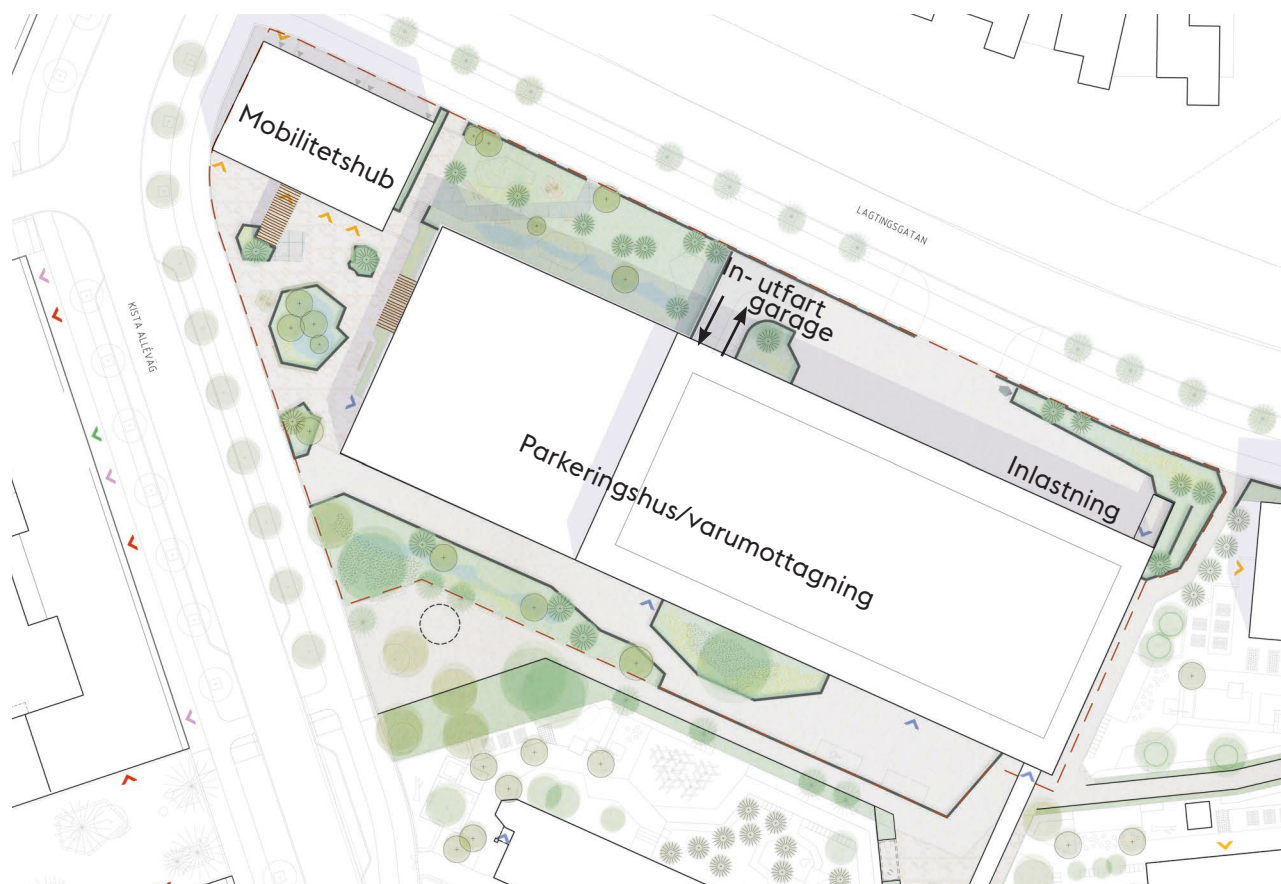 Mobilitetshub
LAGTINGSGATAN
In- utfart
garage
KISTA ALLÉVÄG
Inlastning
Parkeringshus/varumottagning